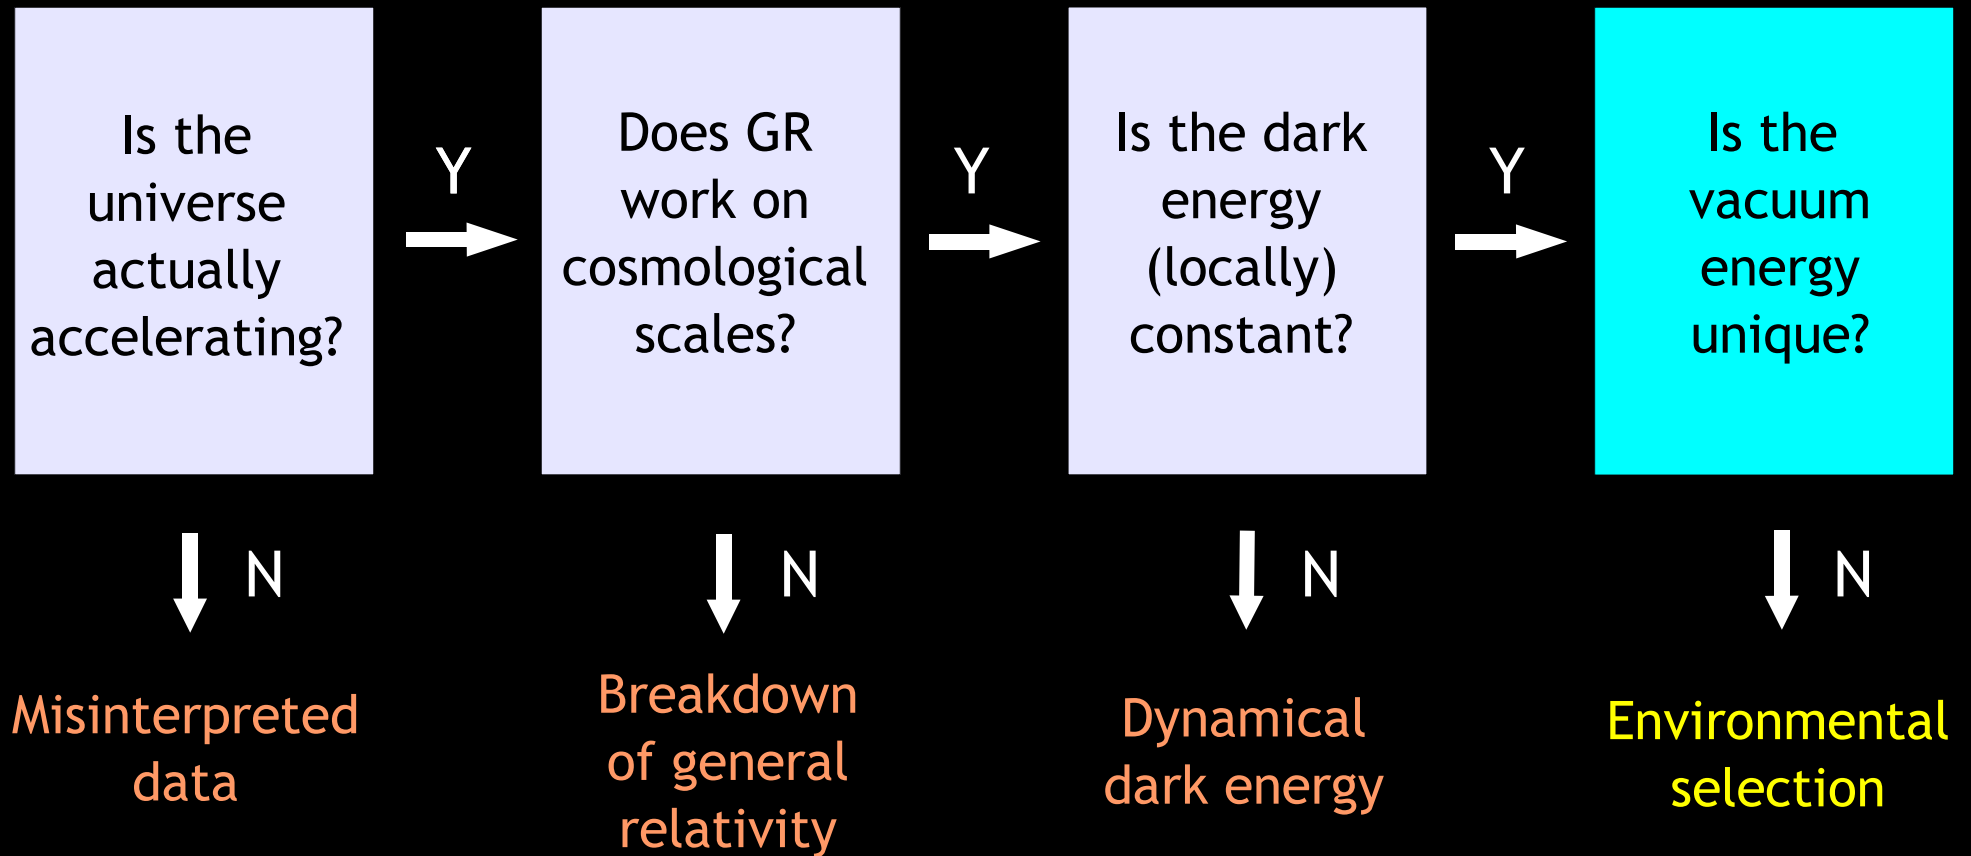 Is the
universe
actually
accelerating?
Y
Does GR
work on
cosmological
scales?
Y
Is the dark
energy
(locally)
constant?
Y
Is the
vacuum
energy
unique?
N
N
N
N
Misinterpreted
data
Breakdown
of general
relativity
Dynamical
dark energy
Environmental
selection